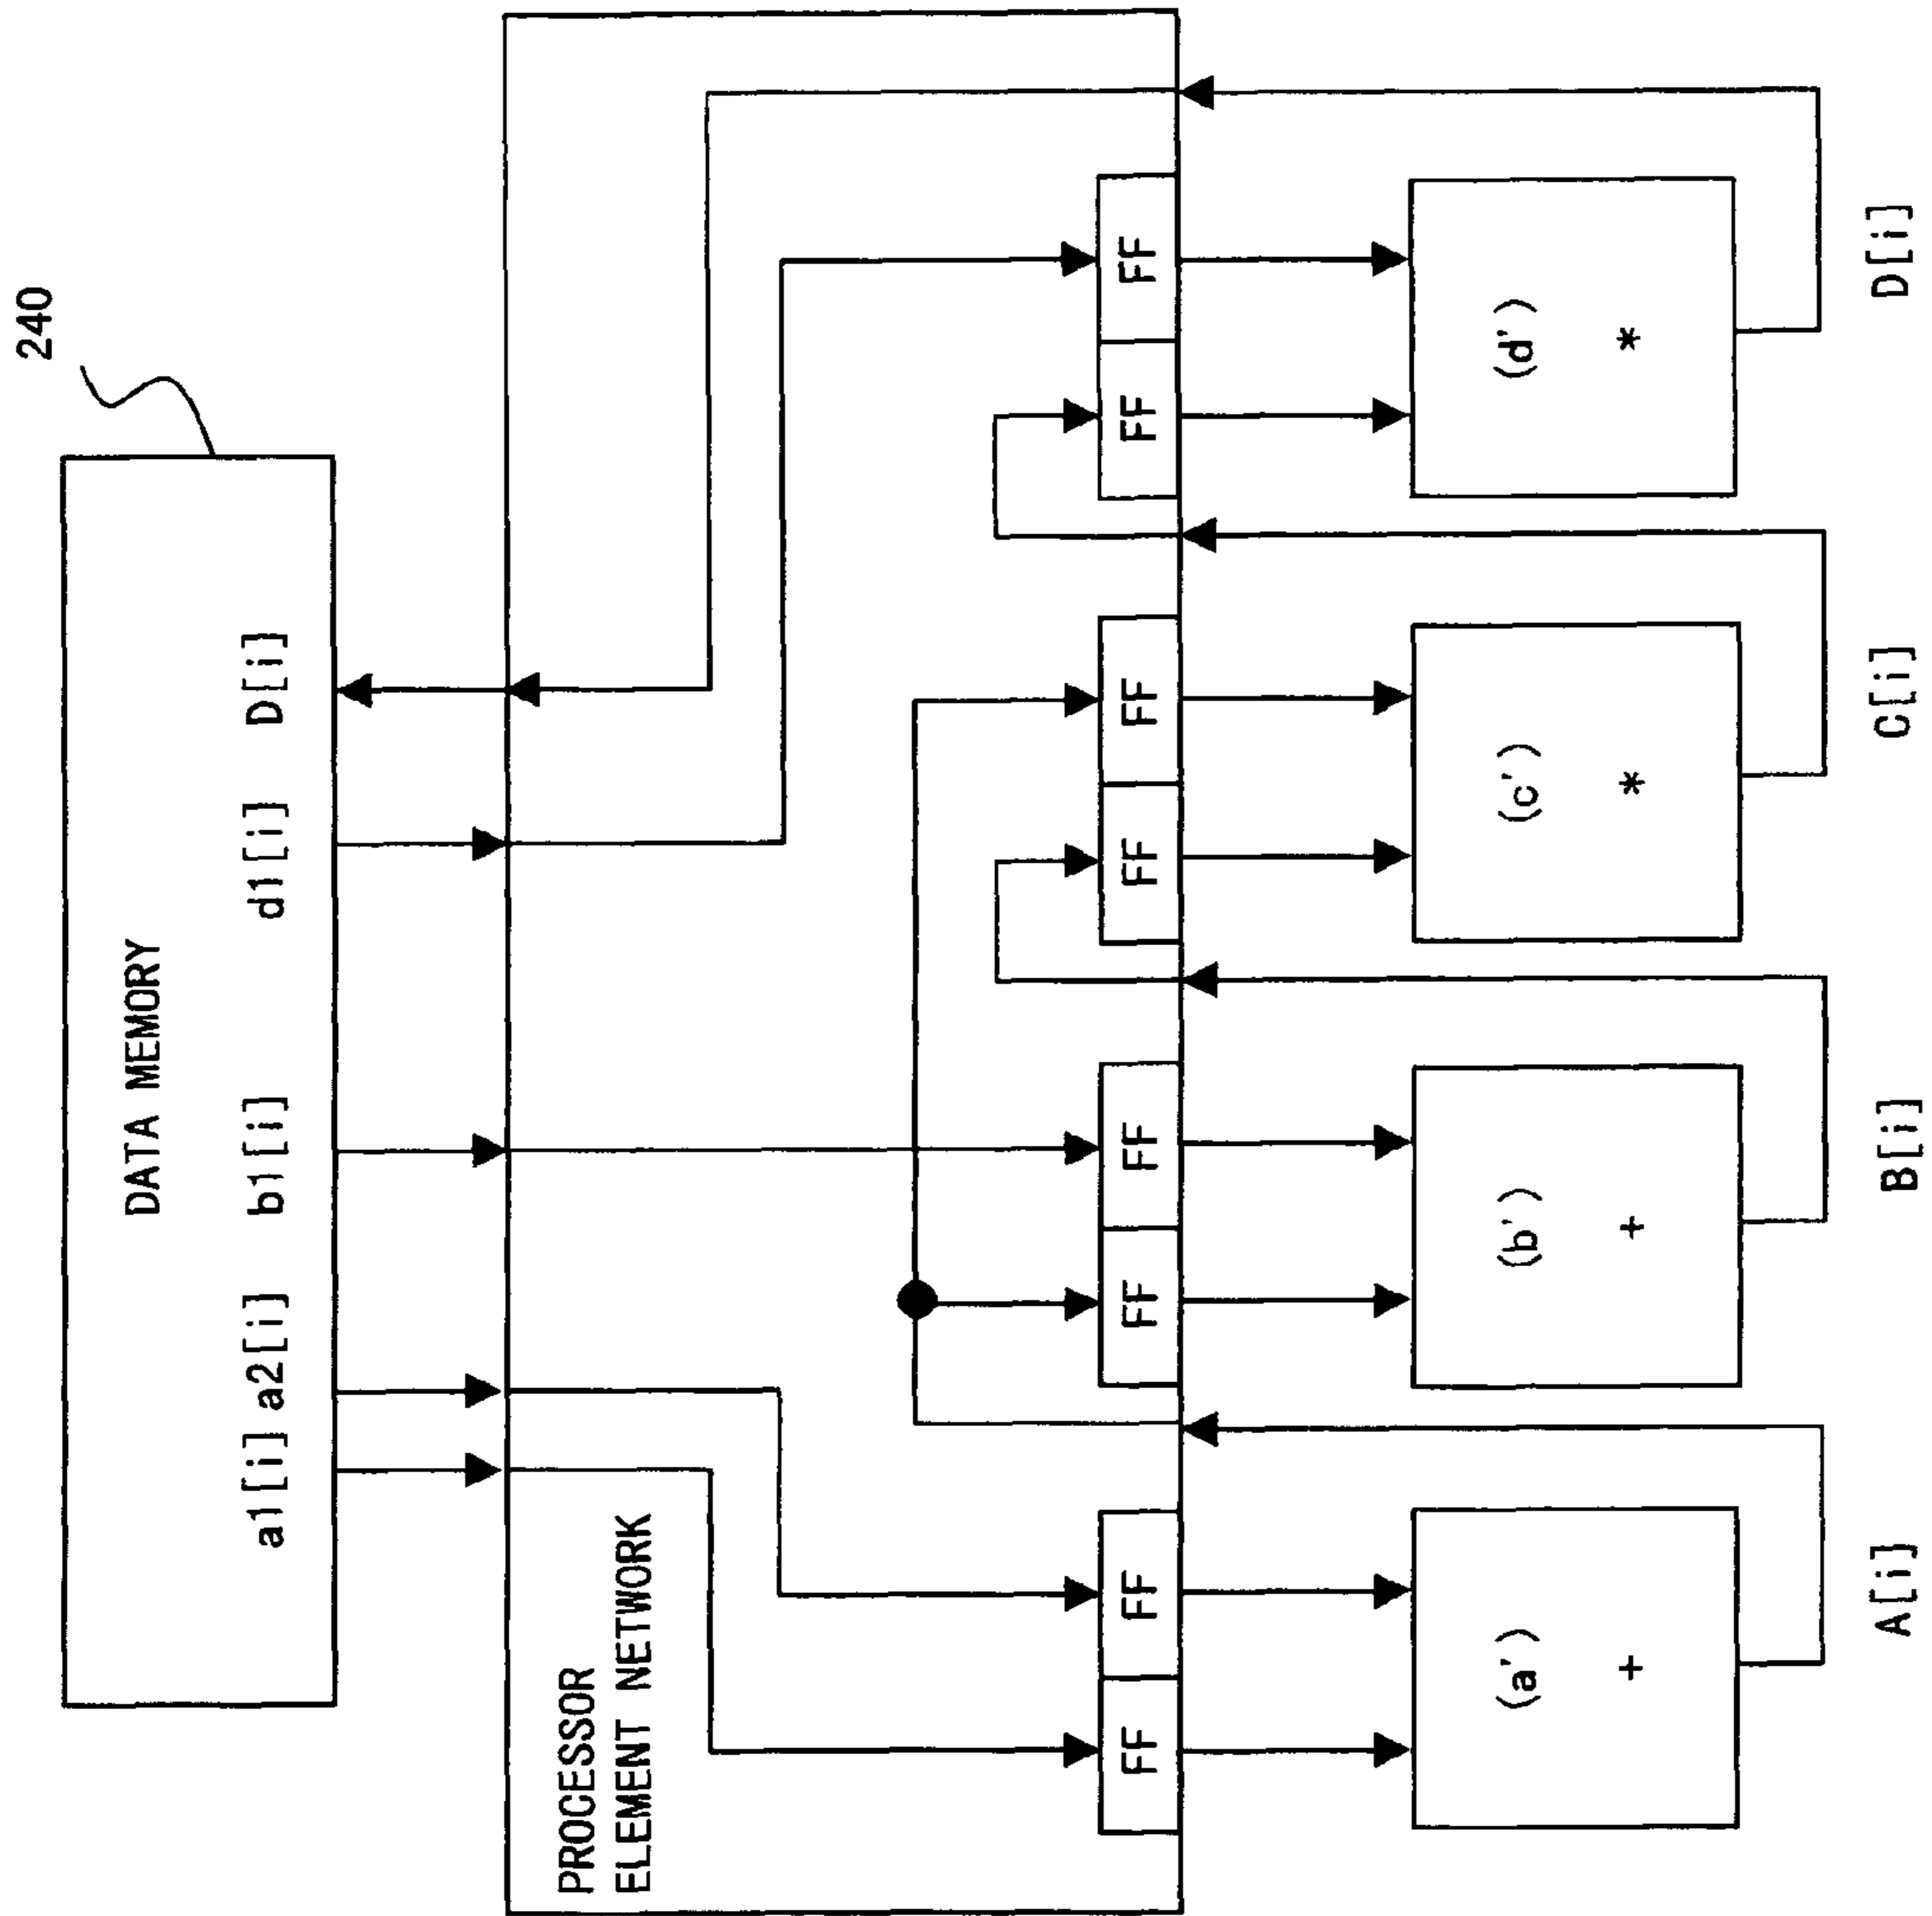 240
DATA MEMORY
a1[i] a2[i] b1[i] d1[i] D[i]
PROCESSOR
ELEMENT NETWORK
FF FF FF FF FF FF FF FF
(a') (b') (c') (d')
+ + * *
A[i] B[i] C[i] D[i]